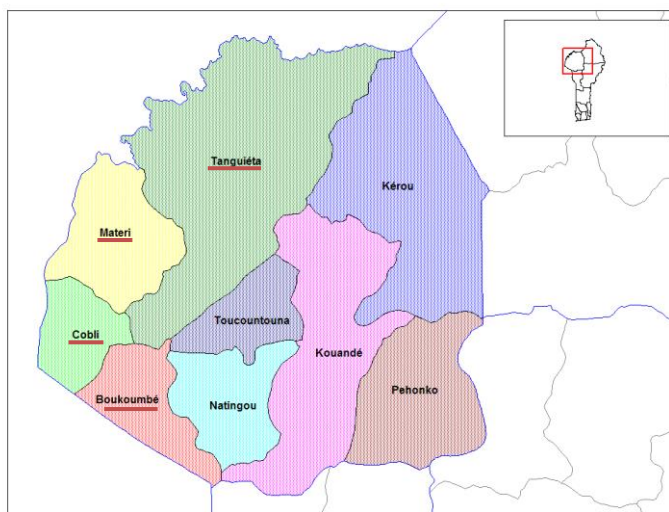 Tanguiéta
Kérou
Materi
Toucountouna
Cobli
Kouandé
Pehonko
Boukoumbé
Natingou